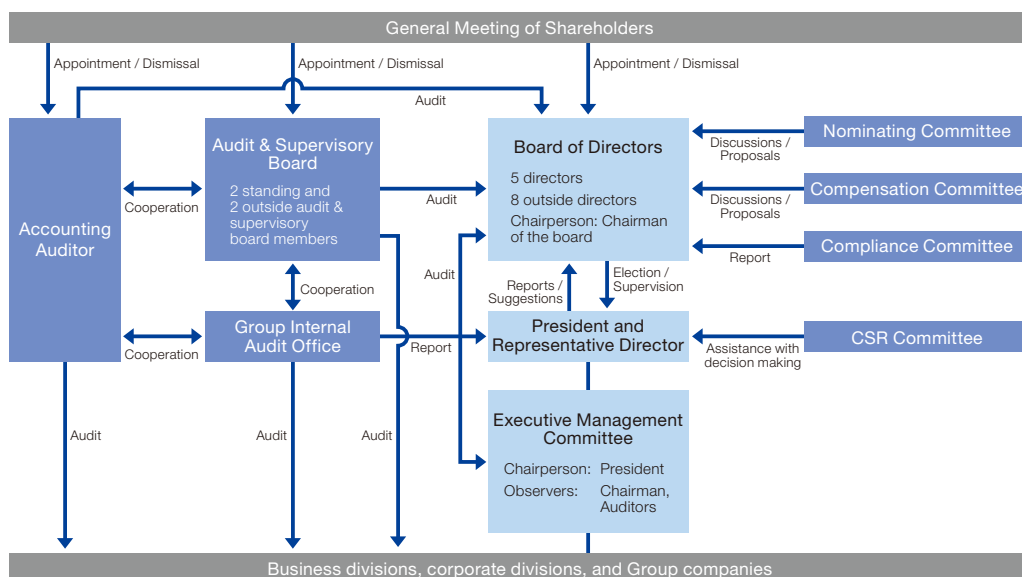 General Meeting of Shareholders
Appointment / Dismissal
Appointment / Dismissal
Appointment / Dismissal
Audit
Accounting
Auditor
Audit & Supervisory
Board
2 standing and
2 outside audit &
supervisory
board members
Board of Directors
5 directors
8 outside directors
Chairperson: Chairman
of the board
Nominating Committee
Discussions /
Proposals
Compensation Committee
Discussions /
Proposals
Compliance Committee
Report
Cooperation
Audit
Audit
Cooperation
Reports /
Suggestions
Election /
Supervision
Group Internal
Audit Office
Cooperation
Report
President and
Representative Director
CSR Committee
Assistance with
decision making
Executive Management
Committee
Chairperson: President
Observers: Chairman,
Auditors
Audit
Audit
Audit
Business divisions, corporate divisions, and Group companies